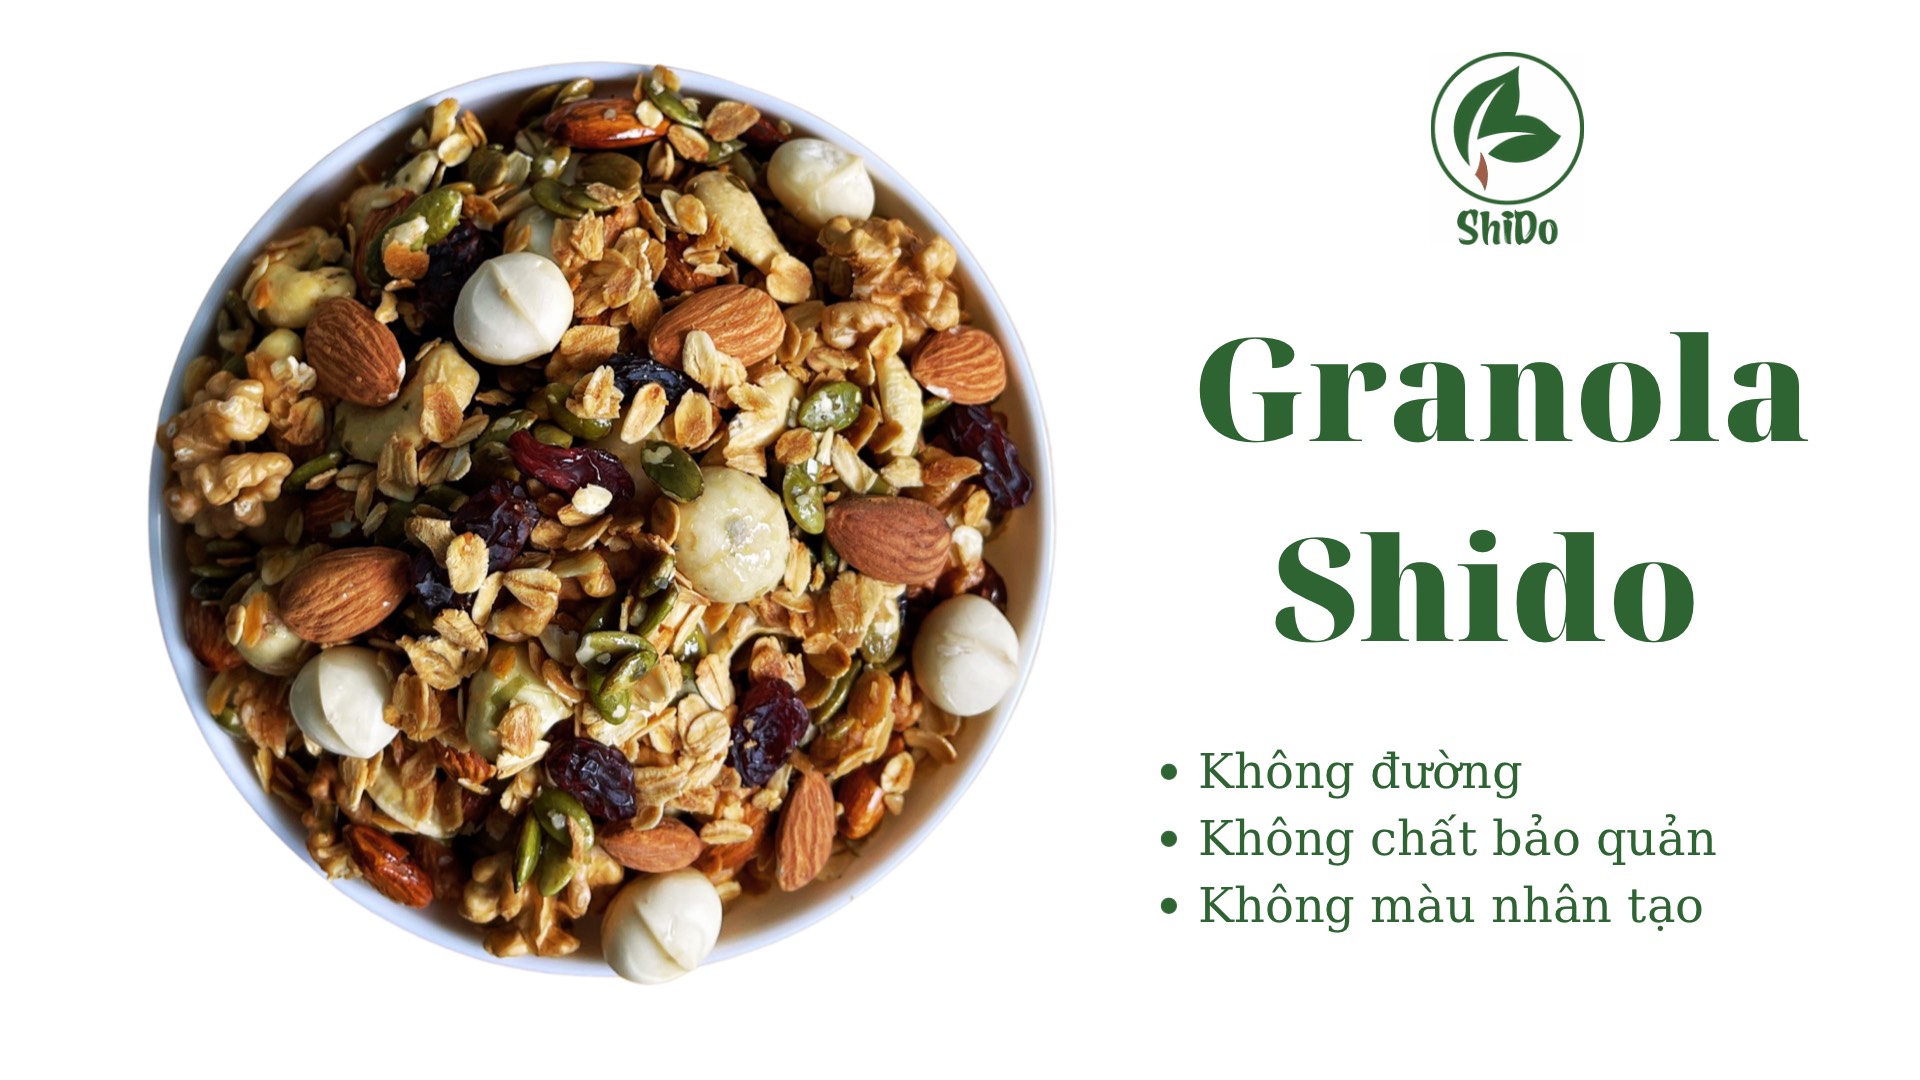 ShiDo
Granola
Shido
• Không đường
• Không chất bảo quản
• Không màu nhân tạo